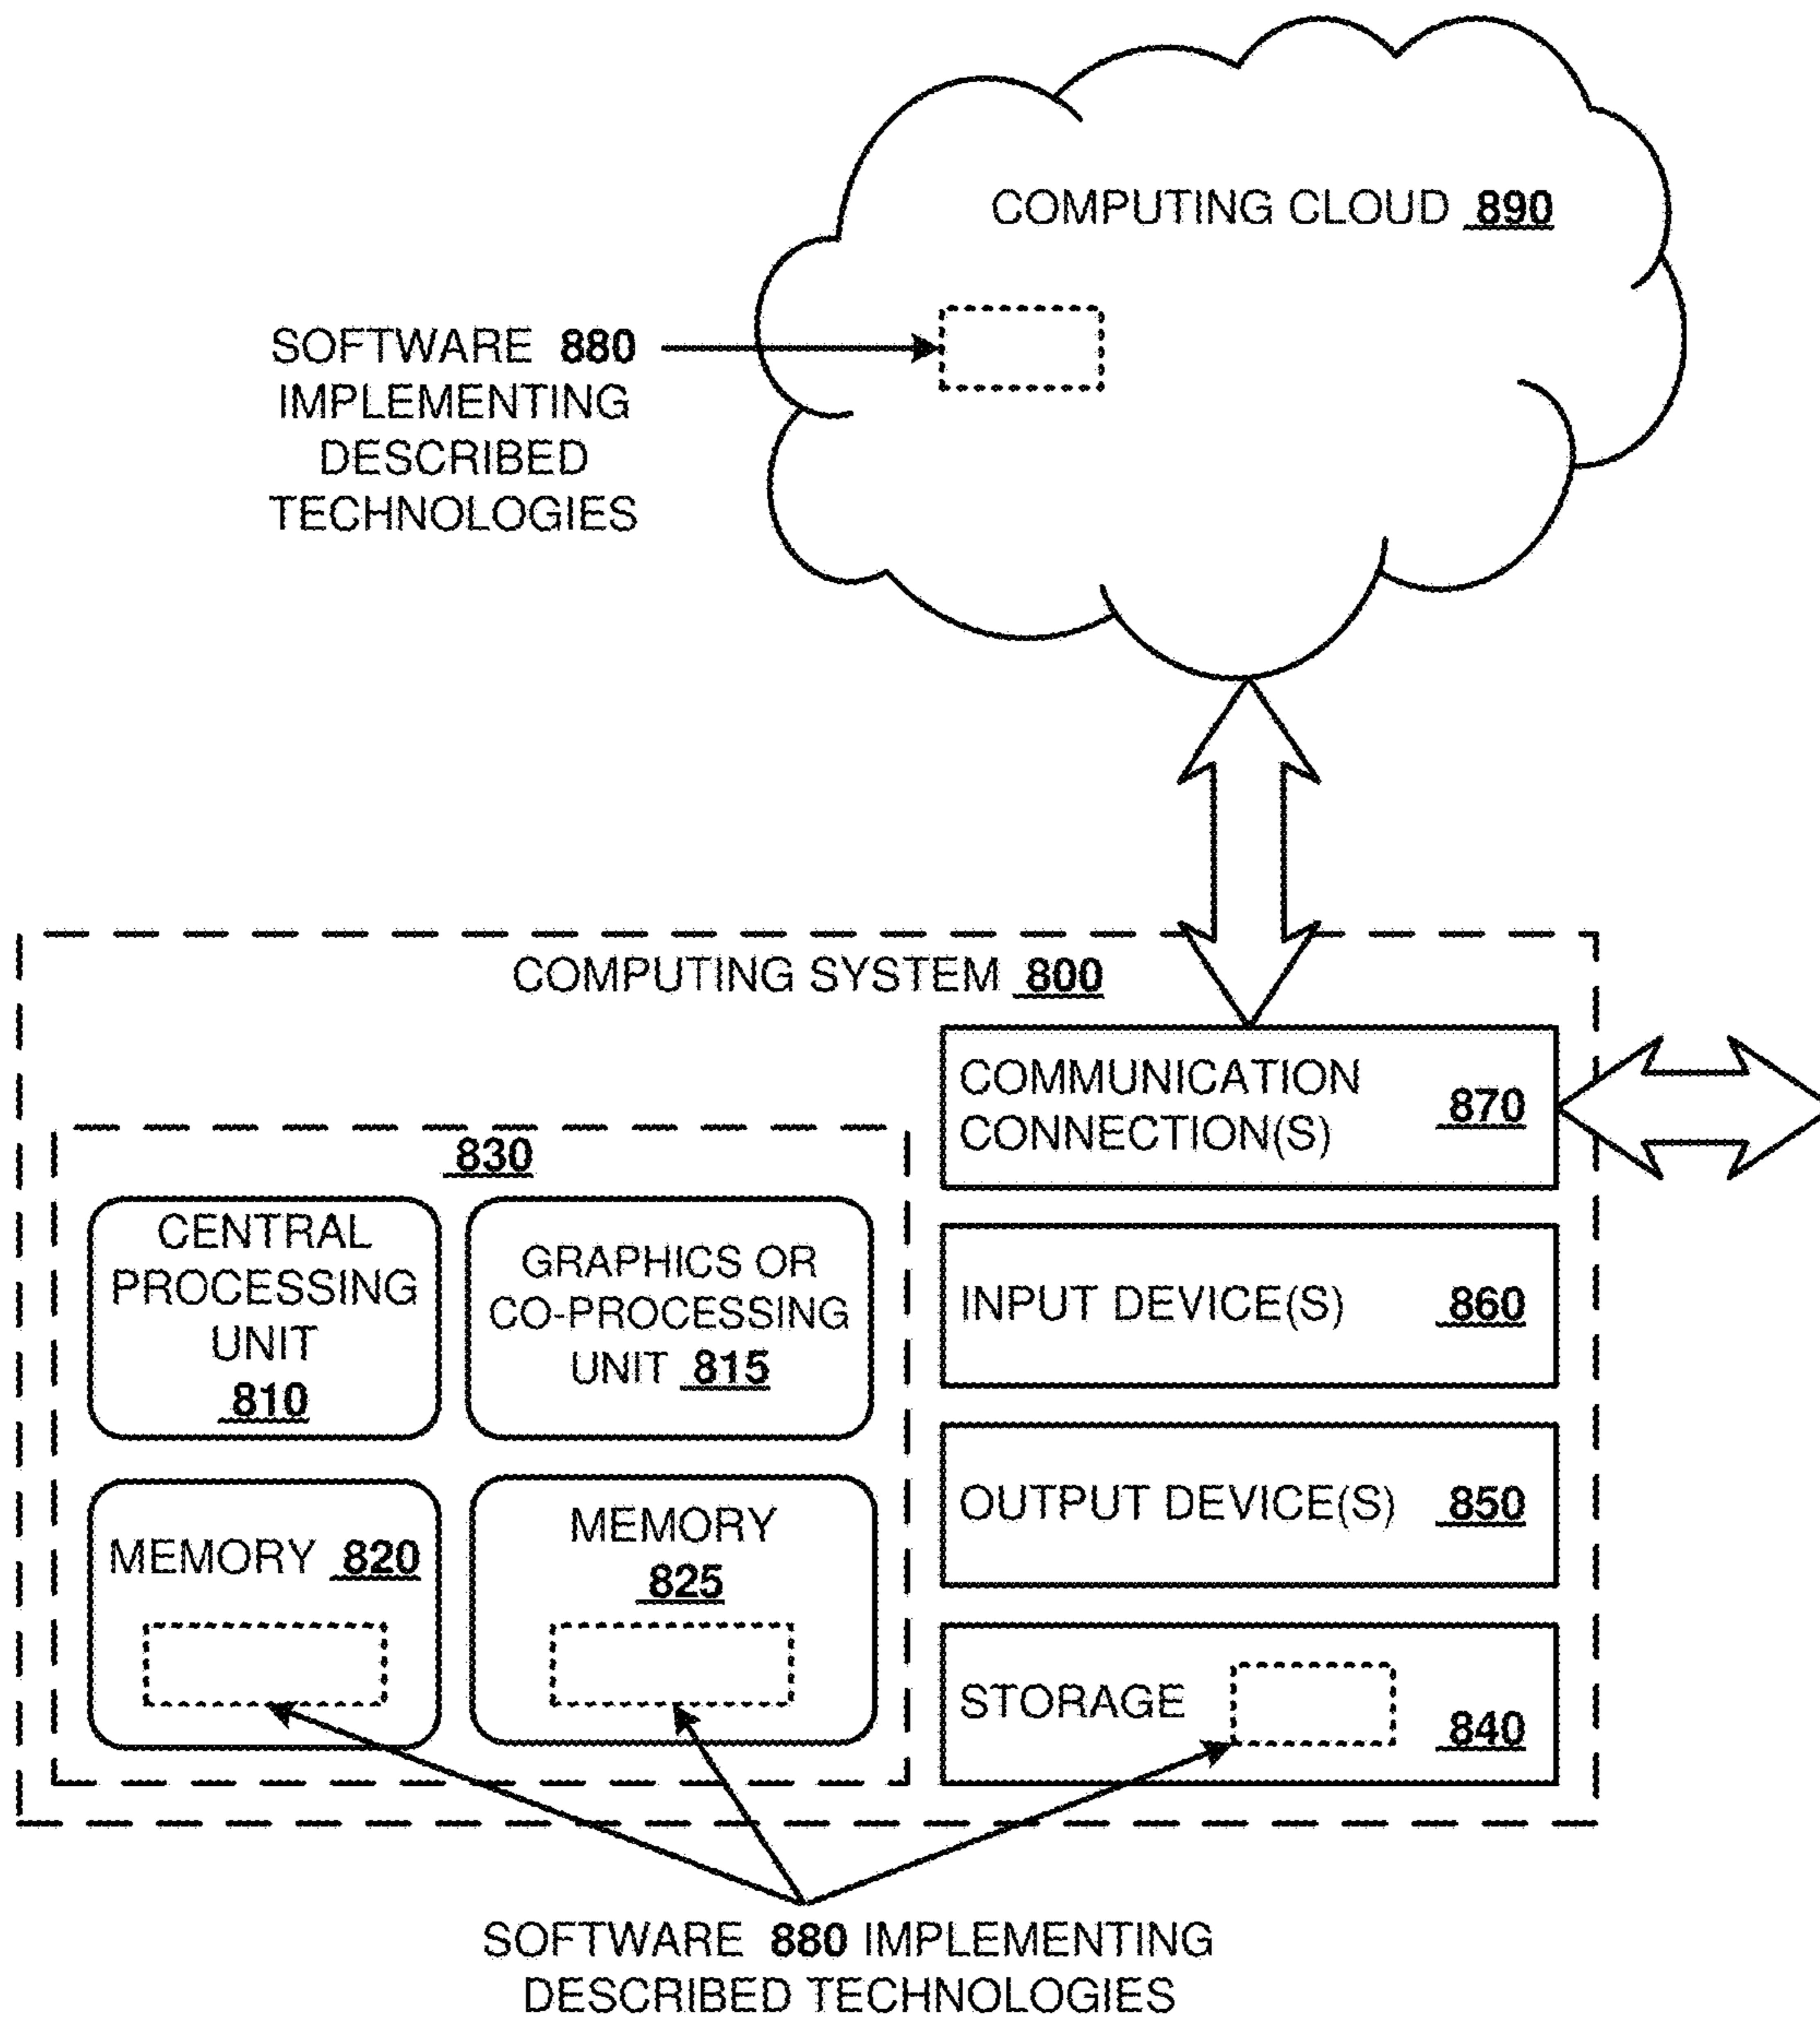 COMPUTING CLOUD 890
SOFTWARE 880
IMPLEMENTING
DESCRIBED
TECHNOLOGIES
COMPUTING SYSTEM 800
COMMUNICATION
CONNECTION(S)
870
830
CENTRAL
PROCESSING
UNIT
810
GRAPHICS OR
CO-PROCESSING
UNIT 815
INPUT DEVICE(S) 860
MEMORY 820
MEMORY
825
OUTPUT DEVICE(S) 850
STORAGE
840
SOFTWARE 880 IMPLEMENTING
DESCRIBED TECHNOLOGIES